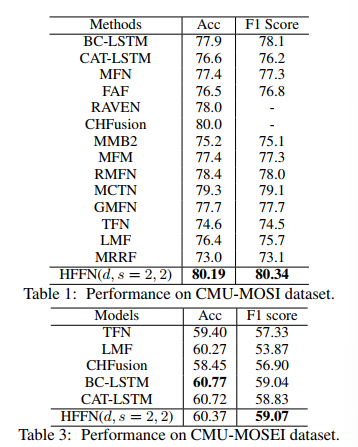 Methods Acc F1 Score
BC-LSTM 77.9 78.1
CAT-LSTM 76.6 76.2
MFN 77.4 77.3
FAF 76.5 76.8
RAVEN 78.0 -
CHFusion 80.0 -
MMB2 75.2 75.1
MFM 77.4 77.3
RMFN 78.4 78.0
MCTN 79.3 79.1
GMFN 77.7 77.7
TFN 74.6 74.5
LMF 76.4 75.7
MRRF 73.0 73.1
HFFN(d, s = 2, 2) 80.19 80.34
Table 1: Performance on CMU-MOSI dataset.
Models Acc F1 score
TFN 59.40 57.33
LMF 60.27 53.87
CHFusion 58.45 56.90
BC-LSTM 60.77 59.04
CAT-LSTM 60.72 58.83
HFFN(d, s = 2, 2) 60.37 59.07
Table 3: Performance on CMU-MOSEI dataset.